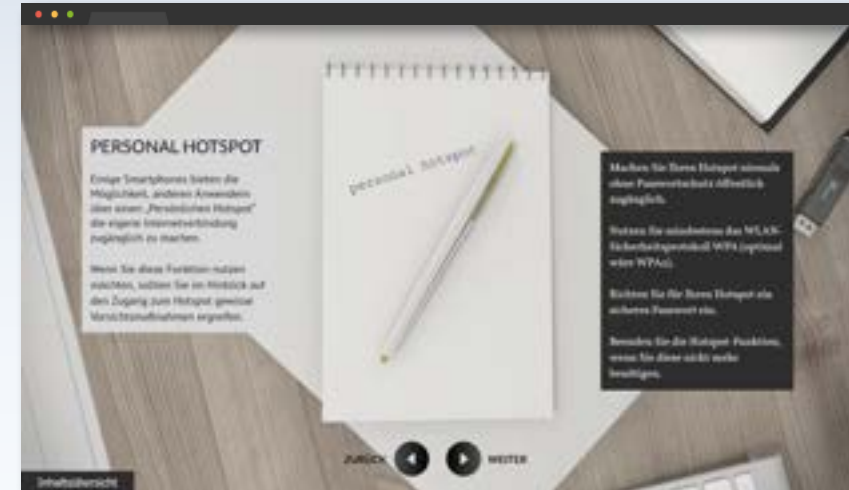 PERSONAL HOTSPOT
Einige Smartphones bieten die
Möglichkeit, anderen Anwendern
über einen „Persönlichen Hotspot"
die eigene Internetverbindung
zugänglich zu machen.
Wenn Sie diese Funktion nutzen
möchten, sollten Sie im Hinblick auf
den Zugang zum Hotspot gewisse
Vorsichtsmaßnahmen ergreifen.
personal hotspot
Machen Sie Ihren Hotspot niemals
ohne Passwortschutz öffentlich
zugänglich.
Nutzen Sie mindestens das WLAN-
Sicherheitsprotokoll WPA (optimal
wäre WPA2).
Richten Sie für Ihren Hotspot ein
sicheres Passwort ein.
Beenden Sie die Hotspot-Funktion,
wenn Sie diese nicht mehr
benötigen.
ZURÜCK
WEITER
Inhaltsübersicht